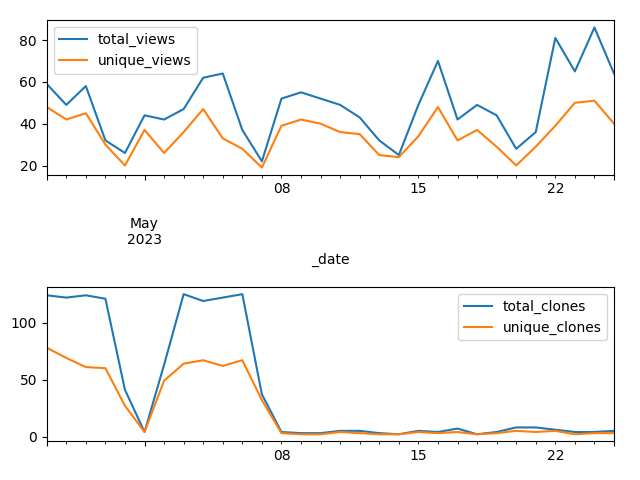 total_views
unique_views
80
60
40
20
08
15
22
May
2023
_date
total_clones
unique_clones
100
50
0
08
15
22